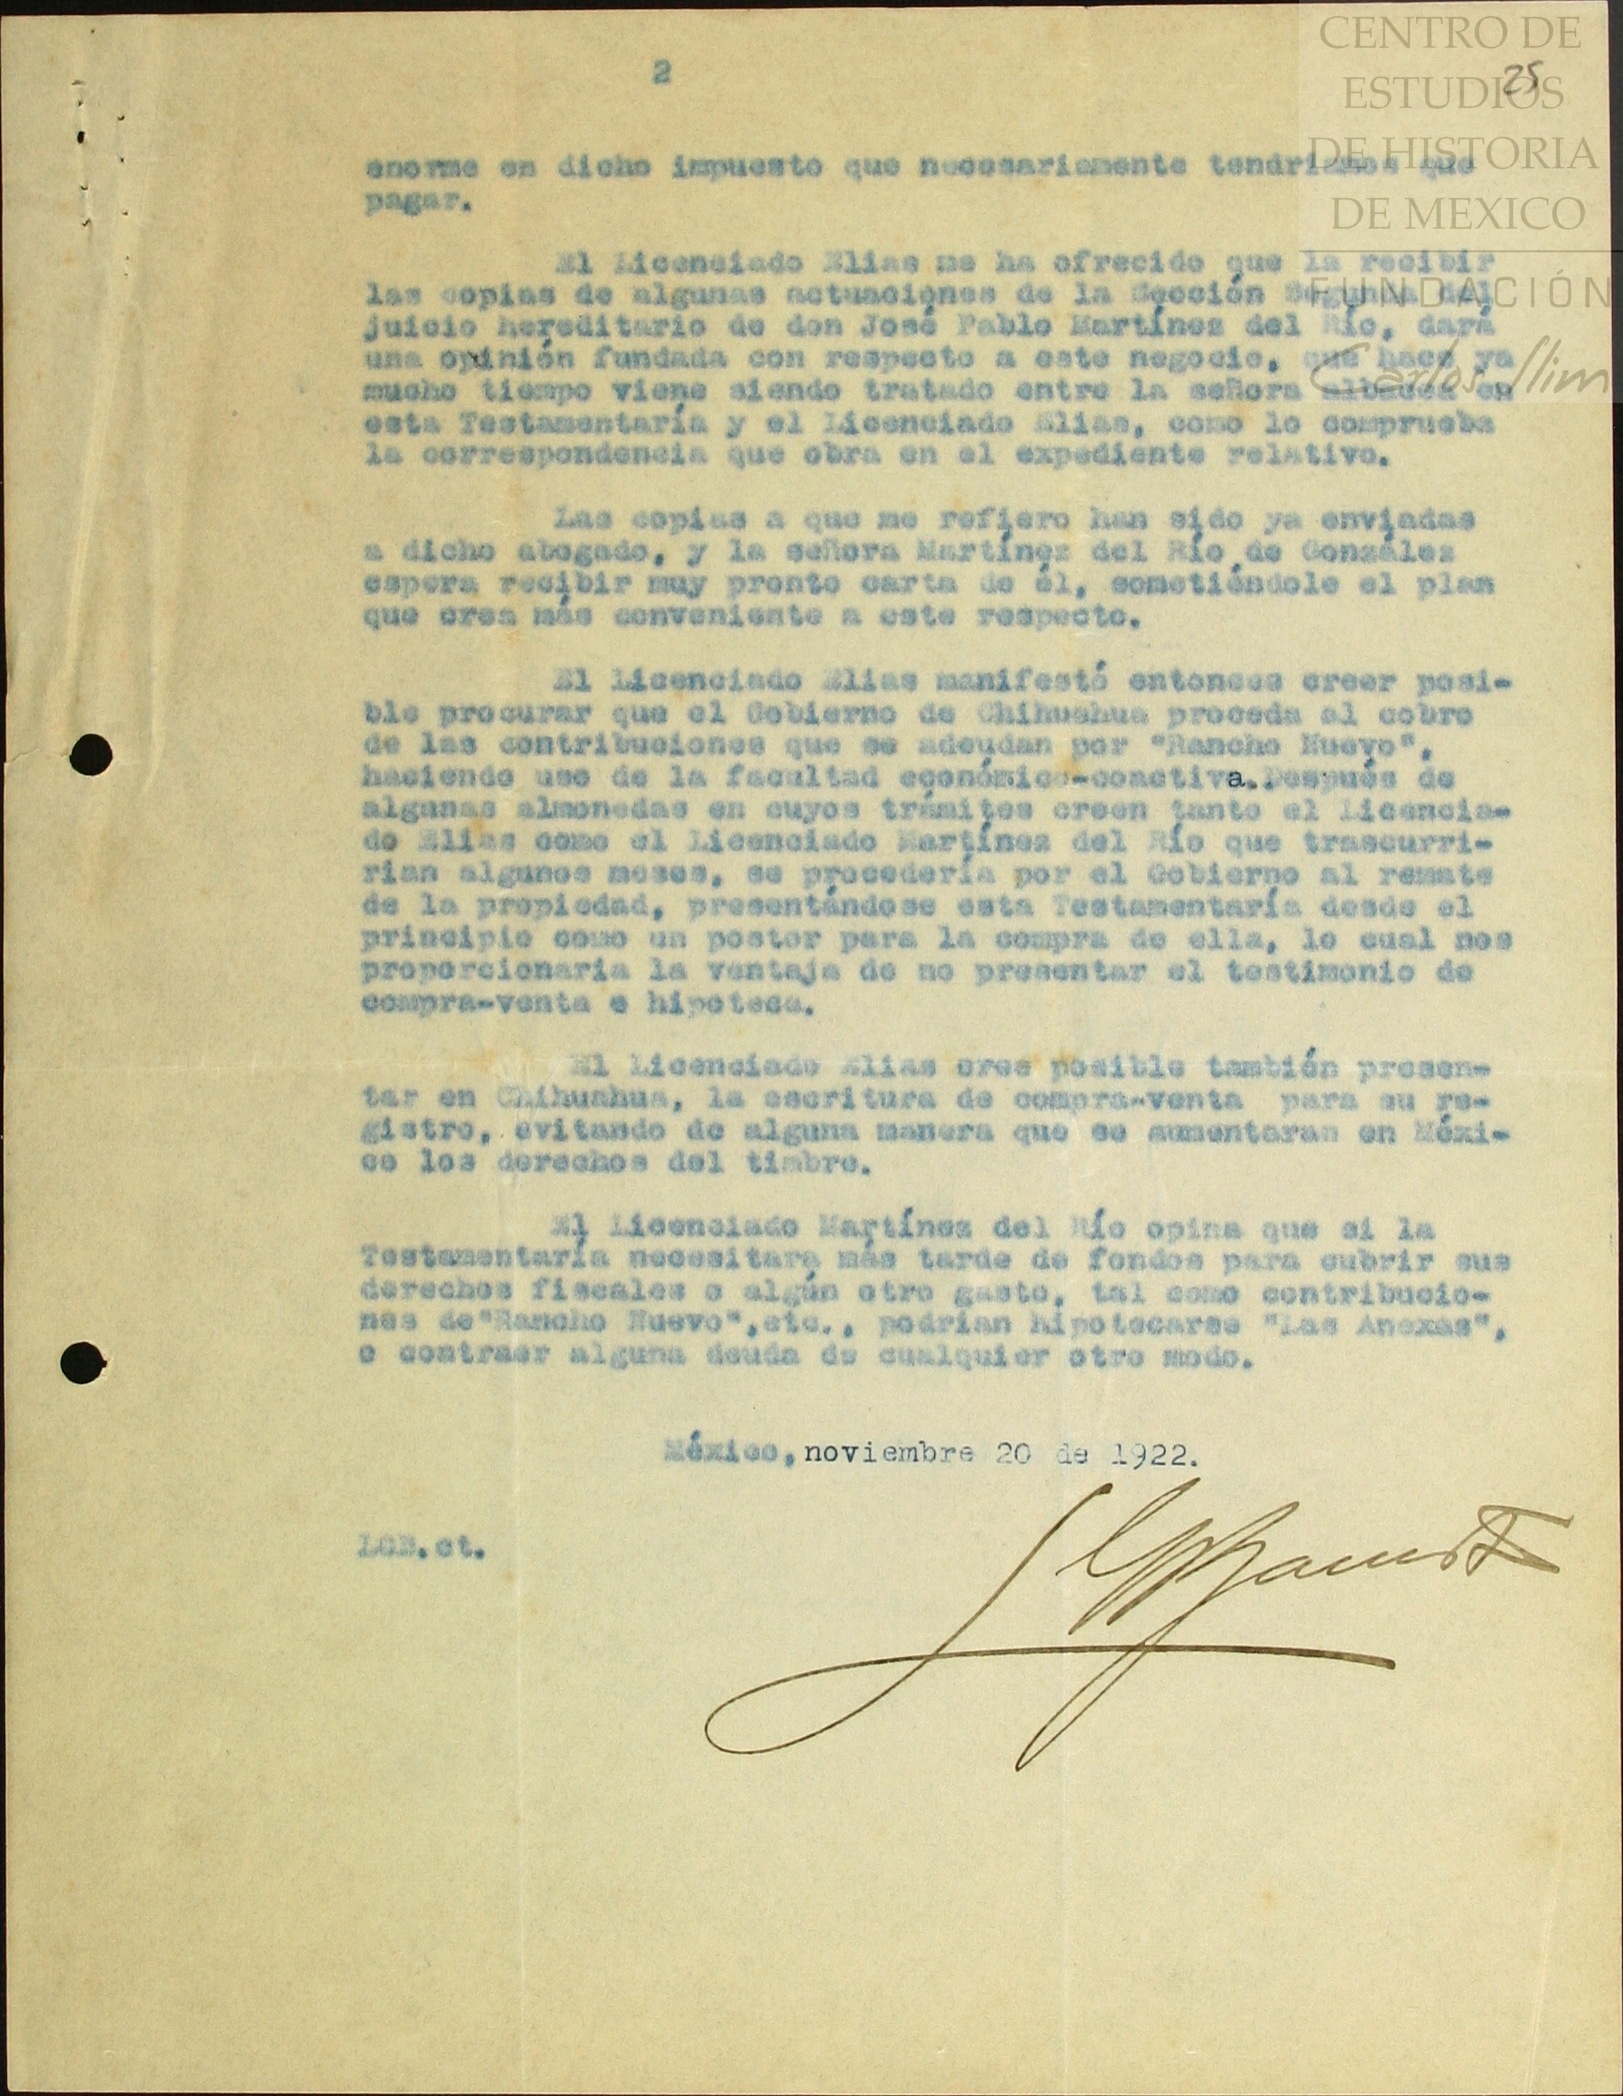 CENTRO DE
ESTUDIOS
DE HISTORIA
DE MEXICO
FUNDACIÓN
Carlos Slim
2
25
enorme en dicho impuesto que necesariamente tendríamos que
pagar.
El Licenciado Elias me ha ofrecido que la recibir
las copias de algunas actuaciones de la Sección Segunda del
juicio hereditario de don José Pablo Martínez del Río, dará
una opinión fundada con respecto a este negocio, que hace ya
mucho tiempo viene siendo tratado entre la señora albacea en
esta Testamentaría y el Licenciado Elias, como lo comprueba
la correspondencia que obra en el expediente relativo.
Las copias a que me refiero han sido ya enviadas
a dicho abogado, y la señora Martínez del Río de González
espera recibir muy pronto carta de él, sometiéndole el plan
que crea más conveniente a este respecto.
El Licenciado Elias manifestó entonces creer posi-
ble procurar que el Gobierno de Chihuahua proceda al cobro
de las contribuciones que se adeudan por "Rancho Nuevo",
haciendo uso de la facultad económico-coactiva. Después de
algunas almonedas en cuyos trámites creen tanto el Licencia-
do Elias como el Licenciado Martínez del Río que trascurri-
rian algunos meses, se procedería por el Gobierno al remate
de la propiedad, presentándose esta Testamentaría desde el
principio como un postor para la compra de ella, lo cual nos
proporcionaria la ventaja de no presentar el testimonio de
compra-venta e hipoteca.
El Licenciado Elias cree posible también presen-
tar en Chihuahua, la escritura de compra-venta para su re-
gistro, evitando de alguna manera que se aumentaran en Méxi-
co los derechos del timbre.
El Licenciado Martínez del Río opina que si la
Testamentaría necesitara más tarde de fondos para cubrir sus
derechos fiscales o algún otro gasto, tal como contribucio-
nes de "Rancho Nuevo", etc., podrian hipotecarse "Las Anexas",
o contraer alguna deuda de cualquier otro modo.
México, noviembre 20 de 1922.
LGB.ct.